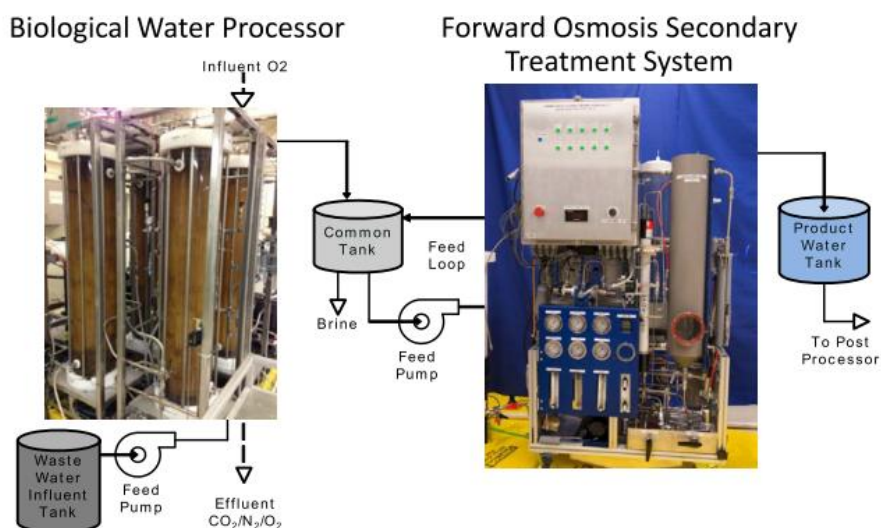 Biological Water Processor
Forward Osmosis Secondary
Treatment System
Influent O2
Common
Tank
Feed
Loop
Brine
Feed
Pump
Product
Water
Tank
To Post
Processor
Waste
Water
Influent
Tank
Feed
Pump
Effluent
CO₂/N₂/O₂